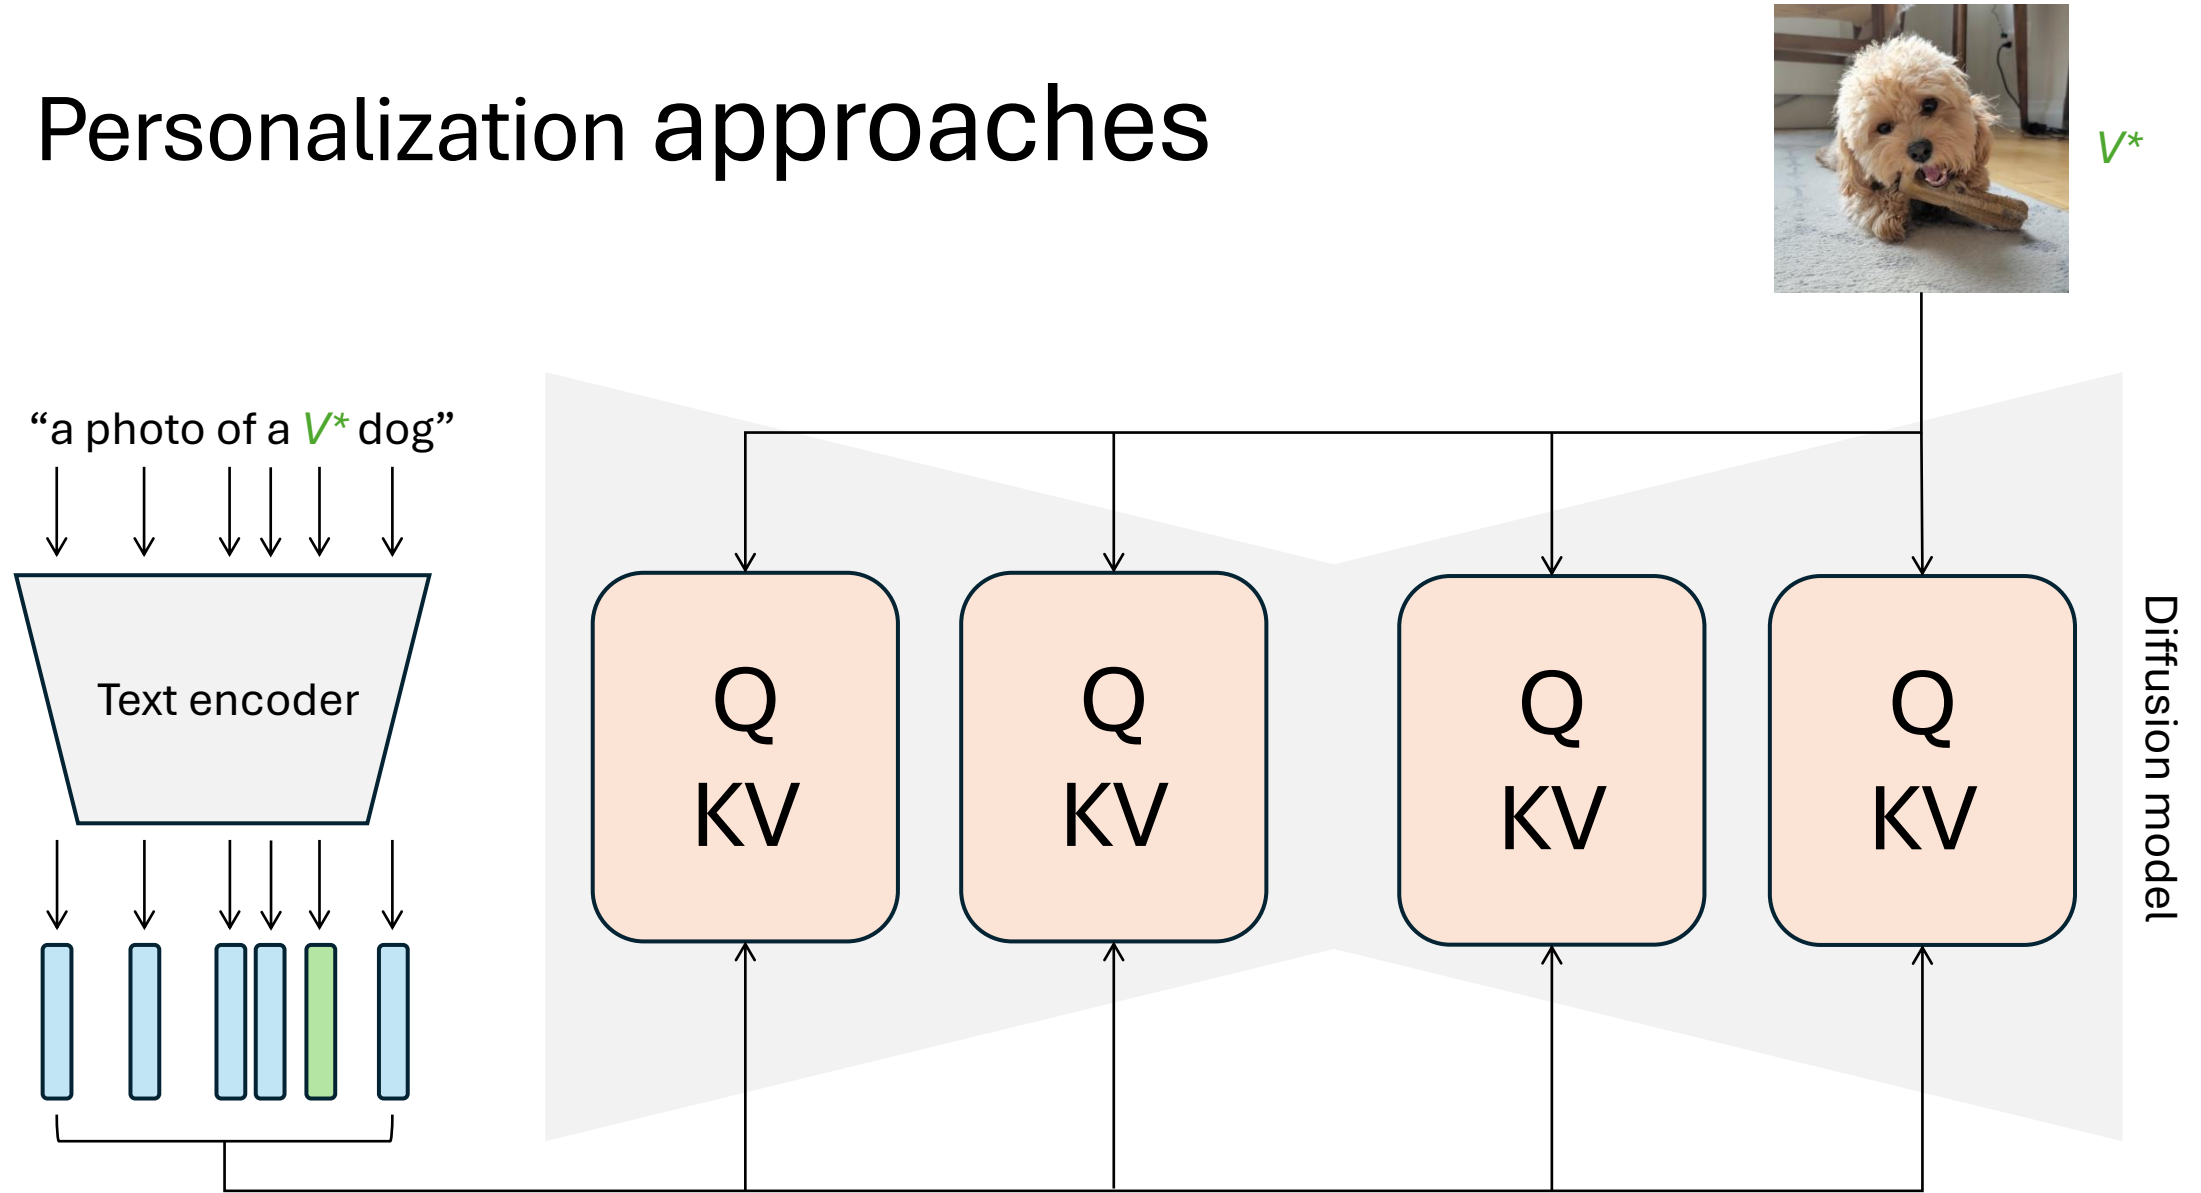 Personalization approaches
V*
“a photo of a V* dog”
Text encoder
Q
KV
Q
KV
Q
KV
Q
KV
Diffusion model